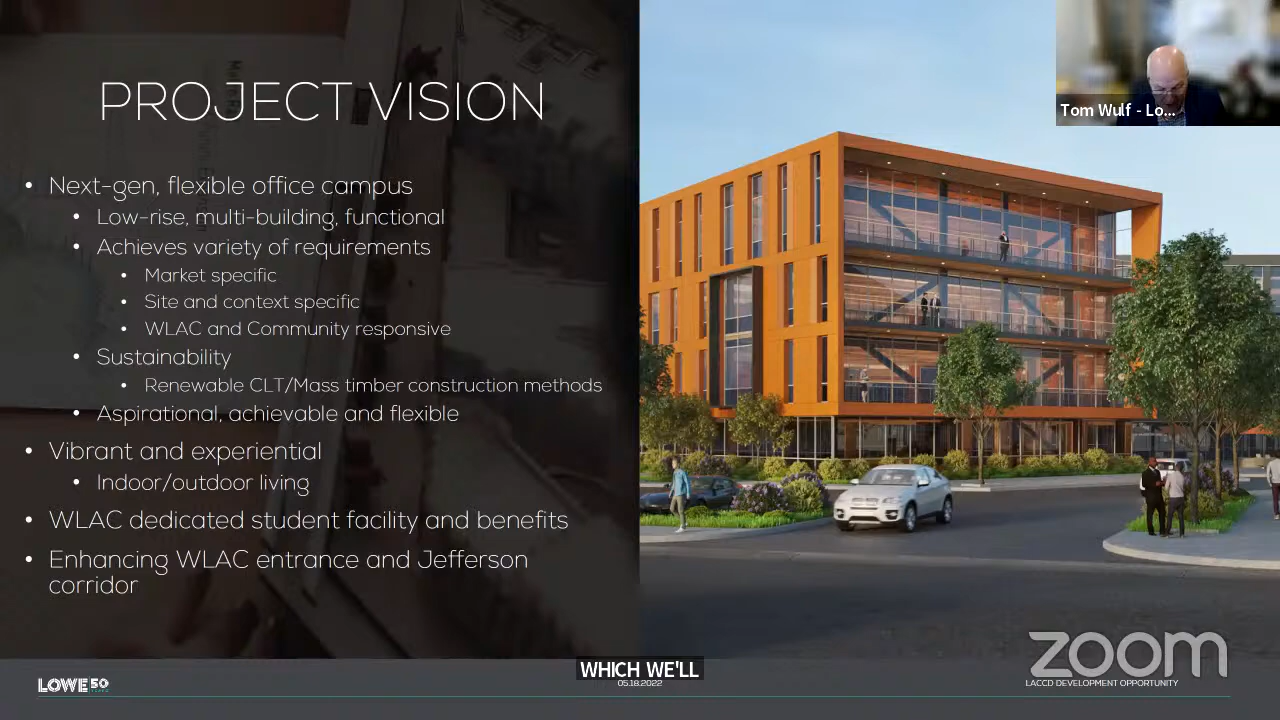 PROJECT VISION
• Next-gen, flexible office campus
• Low-rise, multi-building, functional
• Achieves variety of requirements
• Market specific
• Site and context specific
• WLAC and Community responsive
• Sustainability
• Renewable CLT/Mass timber construction methods
• Aspirational, achievable and flexible
• Vibrant and experiential
• Indoor/outdoor living
• WLAC dedicated student facility and benefits
• Enhancing WLAC entrance and Jefferson
corridor
Tom Wulf - Lo...
zoom
WHICH WE'LL
LOWE 50
05.18.2022
LACCD DEVELOPMENT OPPORTUNITY